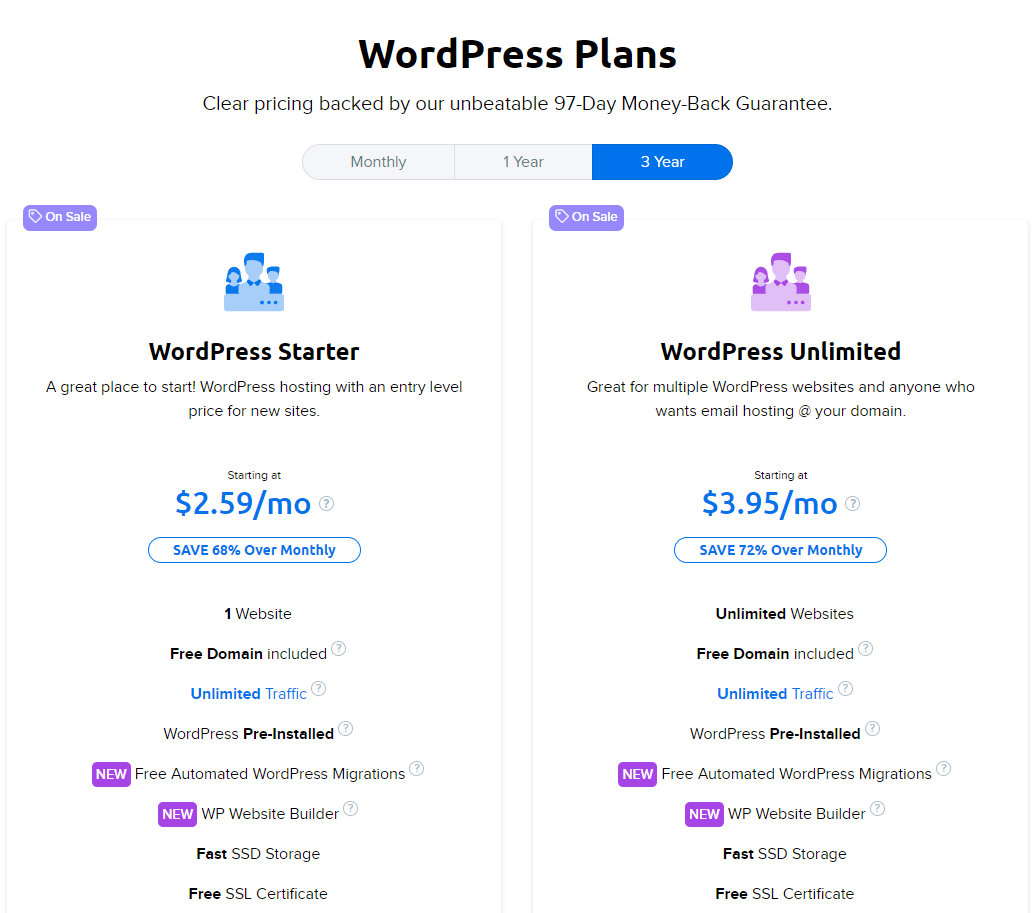 WordPress Plans
Clear pricing backed by our unbeatable 97-Day Money-Back Guarantee.
Monthly
1 Year
3 Year
On Sale
WordPress Starter
A great place to start! WordPress hosting with an entry level
price for new sites.
Starting at
$2.59/mo ?
SAVE 68% Over Monthly
1 Website
Free Domain included ?
Unlimited Traffic ?
WordPress Pre-Installed ?
NEW Free Automated WordPress Migrations ?
NEW WP Website Builder ?
Fast SSD Storage
Free SSL Certificate
On Sale
WordPress Unlimited
Great for multiple WordPress websites and anyone who
wants email hosting @ your domain.
Starting at
$3.95/mo ?
SAVE 72% Over Monthly
Unlimited Websites
Free Domain included ?
Unlimited Traffic ?
WordPress Pre-Installed ?
NEW Free Automated WordPress Migrations ?
NEW WP Website Builder ?
Fast SSD Storage
Free SSL Certificate